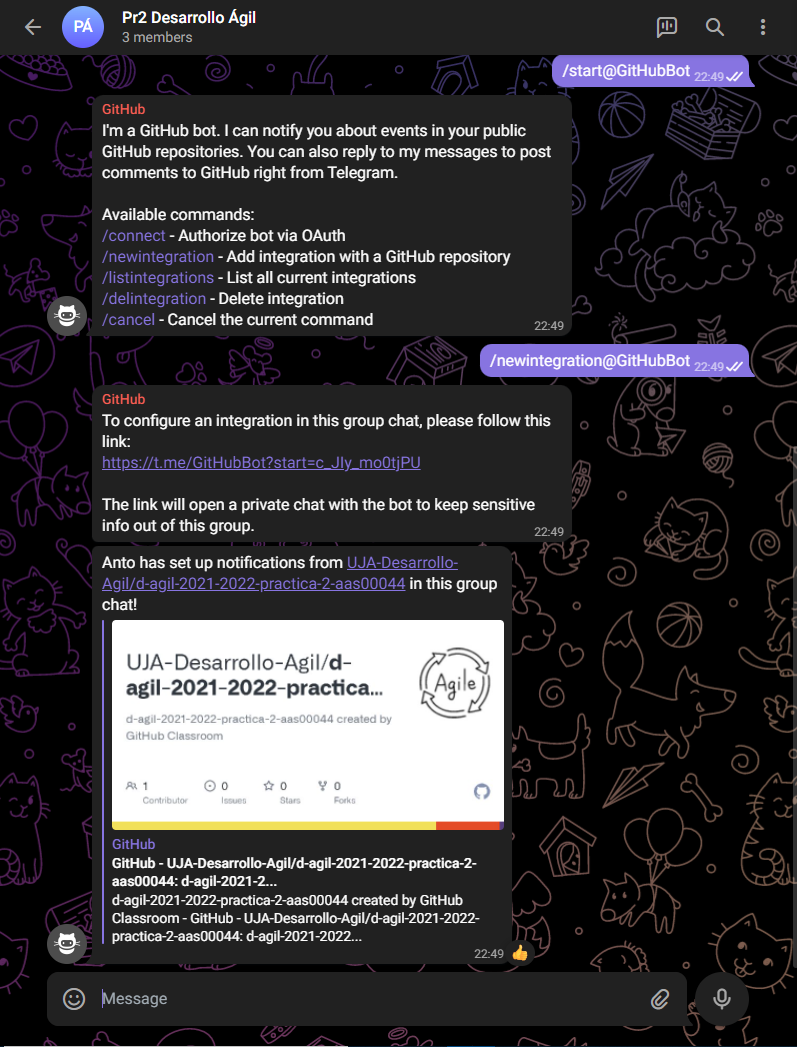 PÁ
Pr2 Desarrollo Ágil
3 members
/start@GitHubBot 22:49
GitHub
I'm a GitHub bot. I can notify you about events in your public
GitHub repositories. You can also reply to my messages to post
comments to GitHub right from Telegram.
Available commands:
/connect - Authorize bot via OAuth
/newintegration - Add integration with a GitHub repository
/listintegrations - List all current integrations
/delintegration - Delete integration
/cancel - Cancel the current command
22:49
/newintegration@GitHubBot 22:49
GitHub
To configure an integration in this group chat, please follow this
link:
https://t.me/GitHubBot?start=c_JIy_mo0tjPU
The link will open a private chat with the bot to keep sensitive
info out of this group.
22:49
Anto has set up notifications from UJA-Desarrollo-
Agil/d-agil-2021-2022-practica-2-aas00044 in this group
chat!
UJA-Desarrollo-Agil/d-
agil-2021-2022-practica...
Agile
d-agil-2021-2022-practica-2-aas00044 created by
GitHub Classroom
1 0 0 0
Contributor Issues Stars Forks
GitHub
GitHub - UJA-Desarrollo-Agil/d-agil-2021-2022-practica-2-
aas00044: d-agil-2021-2...
d-agil-2021-2022-practica-2-aas00044 created by GitHub
Classroom - GitHub - UJA-Desarrollo-Agil/d-agil-2021-2022-
practica-2-aas00044: d-agil-2021-2022...
22:49
Message